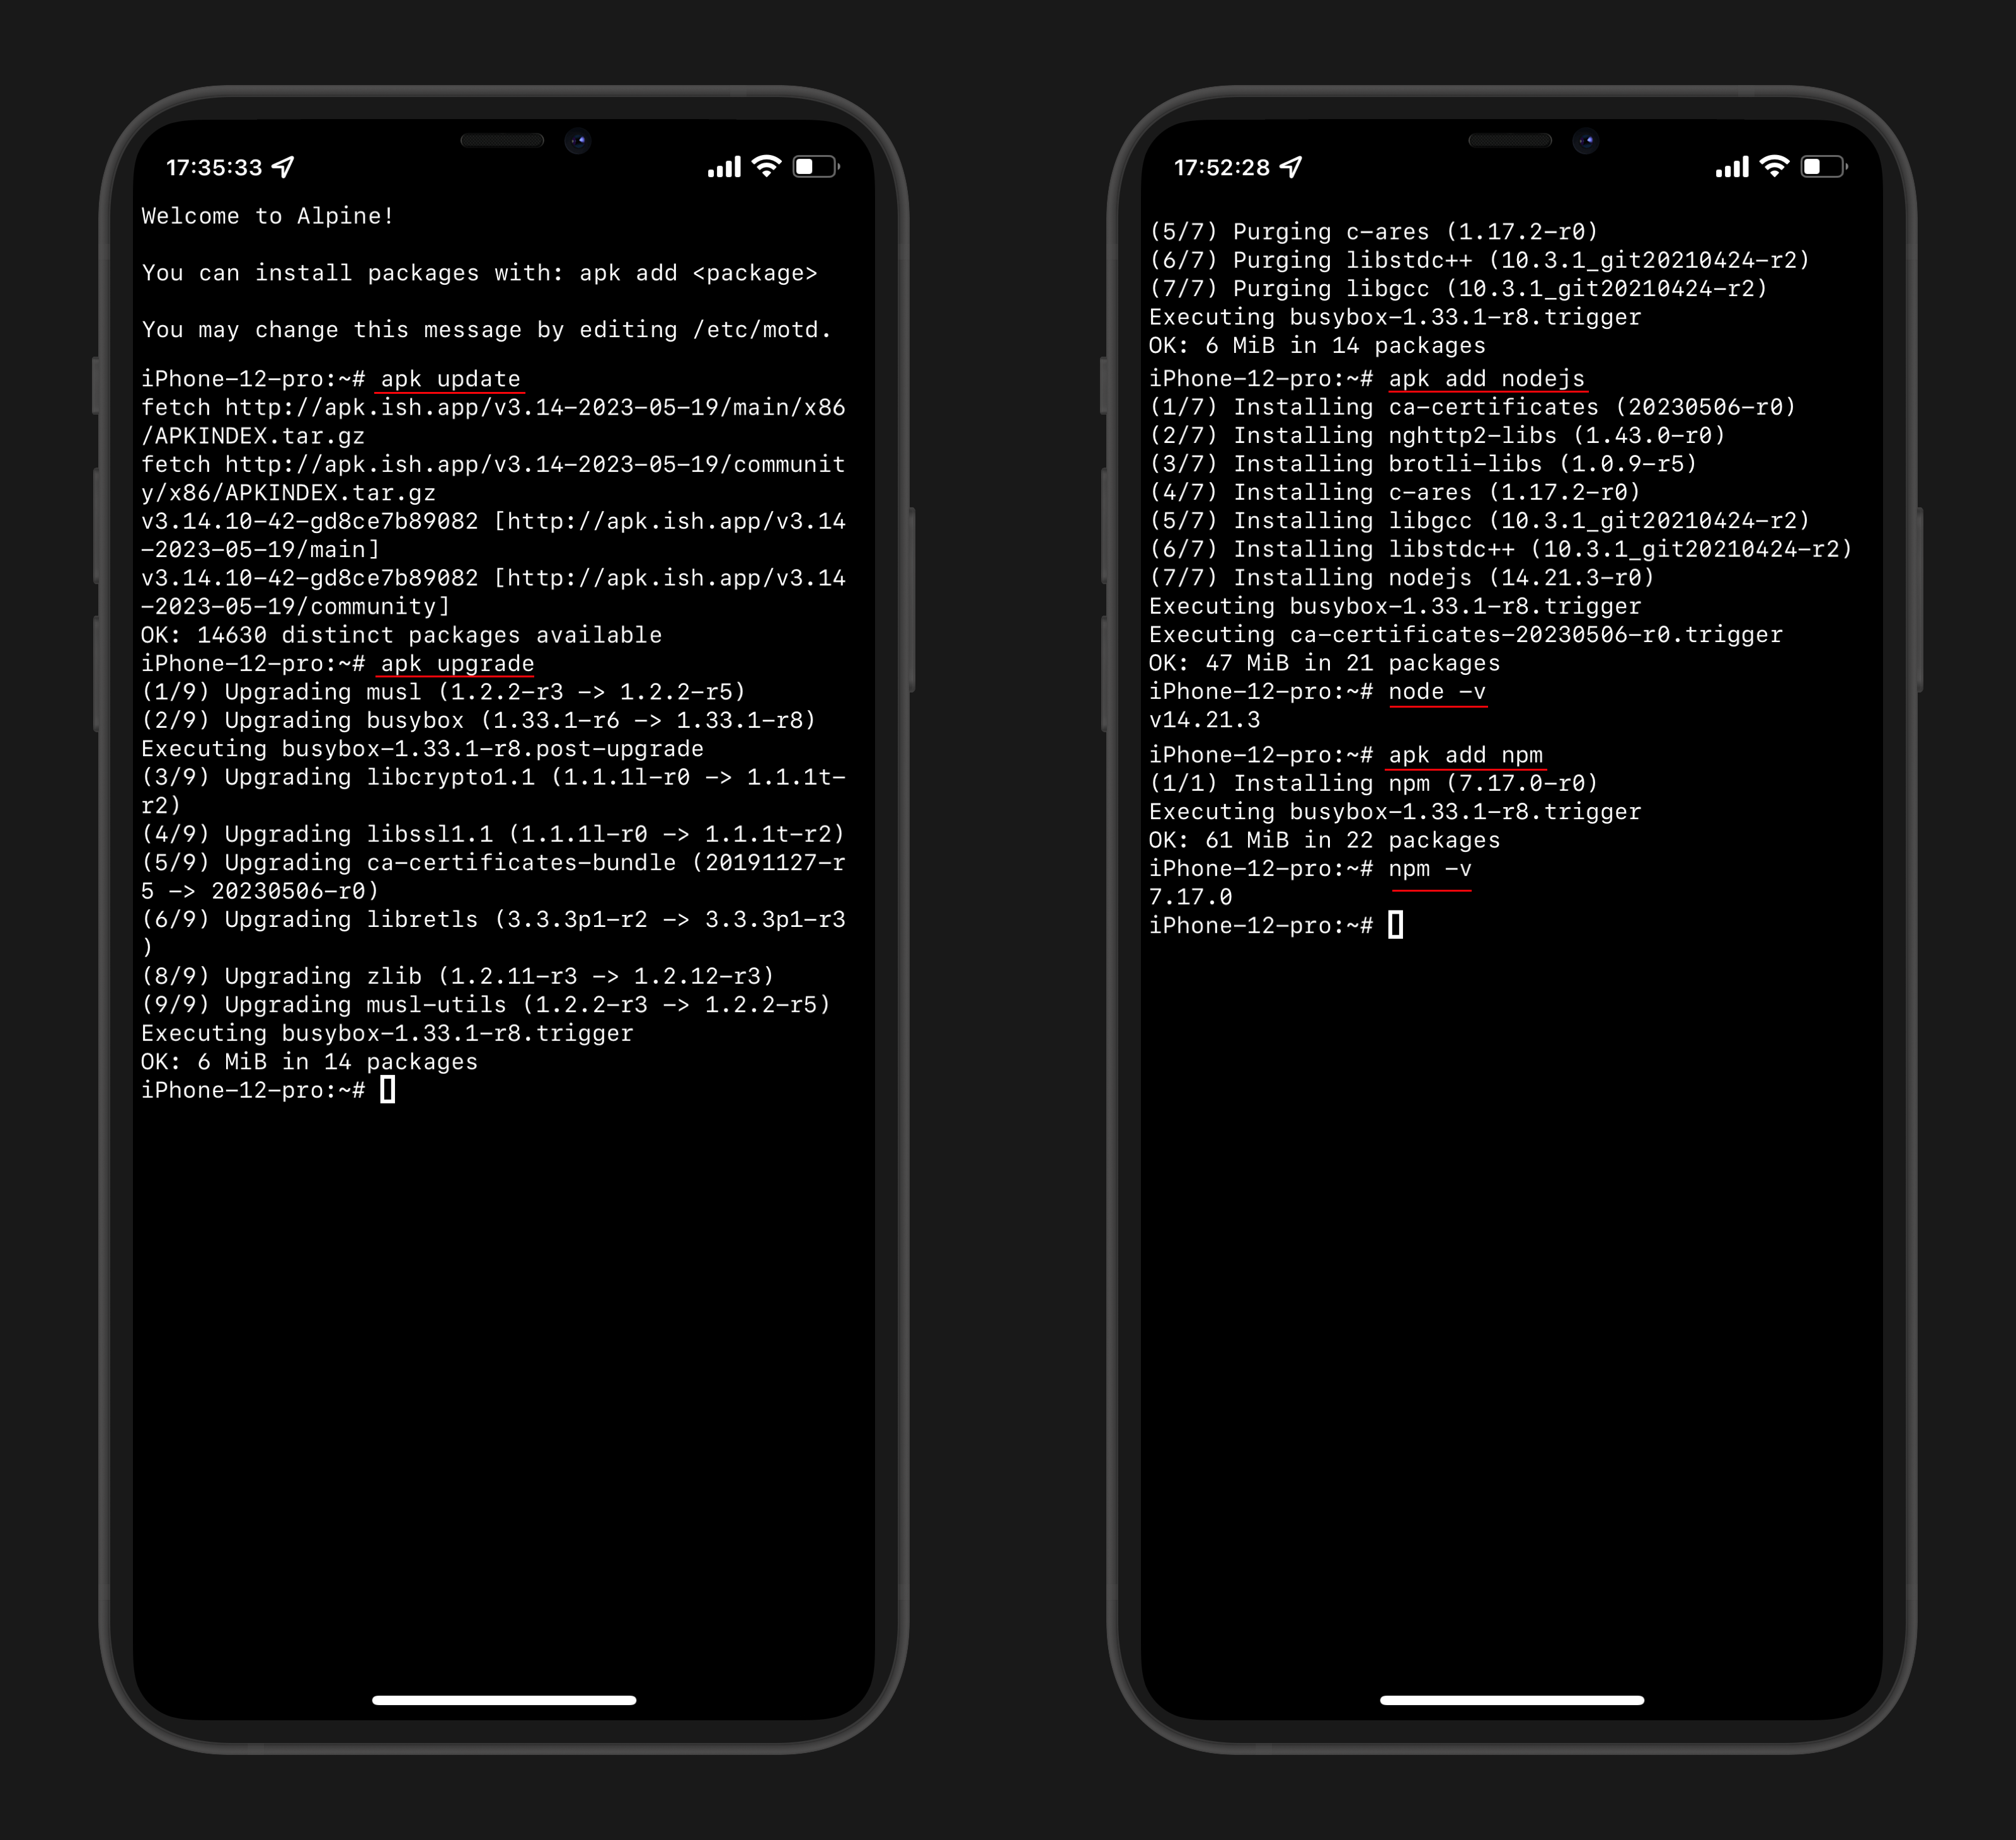 17:35:33
Welcome to Alpine!
You can install packages with: apk add <package>
You may change this message by editing /etc/motd.
iPhone-12-pro:~# apk update
fetch http://apk.ish.app/v3.14-2023-05-19/main/x86
/APKINDEX.tar.gz
fetch http://apk.ish.app/v3.14-2023-05-19/communit
y/x86/APKINDEX.tar.gz
v3.14.10-42-gd8ce7b89082 [http://apk.ish.app/v3.14
-2023-05-19/main]
v3.14.10-42-gd8ce7b89082 [http://apk.ish.app/v3.14
-2023-05-19/community]
OK: 14630 distinct packages available
iPhone-12-pro:~# apk upgrade
(1/9) Upgrading musl (1.2.2-r3 -> 1.2.2-r5)
(2/9) Upgrading busybox (1.33.1-r6 -> 1.33.1-r8)
Executing busybox-1.33.1-r8.post-upgrade
(3/9) Upgrading libcrypto1.1 (1.1.1l-r0 -> 1.1.1t-
r2)
(4/9) Upgrading libssl1.1 (1.1.1l-r0 -> 1.1.1t-r2)
(5/9) Upgrading ca-certificates-bundle (20191127-r
5 -> 20230506-r0)
(6/9) Upgrading libretls (3.3.3p1-r2 -> 3.3.3p1-r3
)
(8/9) Upgrading zlib (1.2.11-r3 -> 1.2.12-r3)
(9/9) Upgrading musl-utils (1.2.2-r3 -> 1.2.2-r5)
Executing busybox-1.33.1-r8.trigger
OK: 6 MiB in 14 packages
iPhone-12-pro:~#
17:52:28
(5/7) Purging c-ares (1.17.2-r0)
(6/7) Purging libstdc++ (10.3.1_git20210424-r2)
(7/7) Purging libgcc (10.3.1_git20210424-r2)
Executing busybox-1.33.1-r8.trigger
OK: 6 MiB in 14 packages
iPhone-12-pro:~# apk add nodejs
(1/7) Installing ca-certificates (20230506-r0)
(2/7) Installing nghttp2-libs (1.43.0-r0)
(3/7) Installing brotli-libs (1.0.9-r5)
(4/7) Installing c-ares (1.17.2-r0)
(5/7) Installing libgcc (10.3.1_git20210424-r2)
(6/7) Installing libstdc++ (10.3.1_git20210424-r2)
(7/7) Installing nodejs (14.21.3-r0)
Executing busybox-1.33.1-r8.trigger
Executing ca-certificates-20230506-r0.trigger
OK: 47 MiB in 21 packages
iPhone-12-pro:~# node -v
v14.21.3
iPhone-12-pro:~# apk add npm
(1/1) Installing npm (7.17.0-r0)
Executing busybox-1.33.1-r8.trigger
OK: 61 MiB in 22 packages
iPhone-12-pro:~# npm -v
7.17.0
iPhone-12-pro:~#